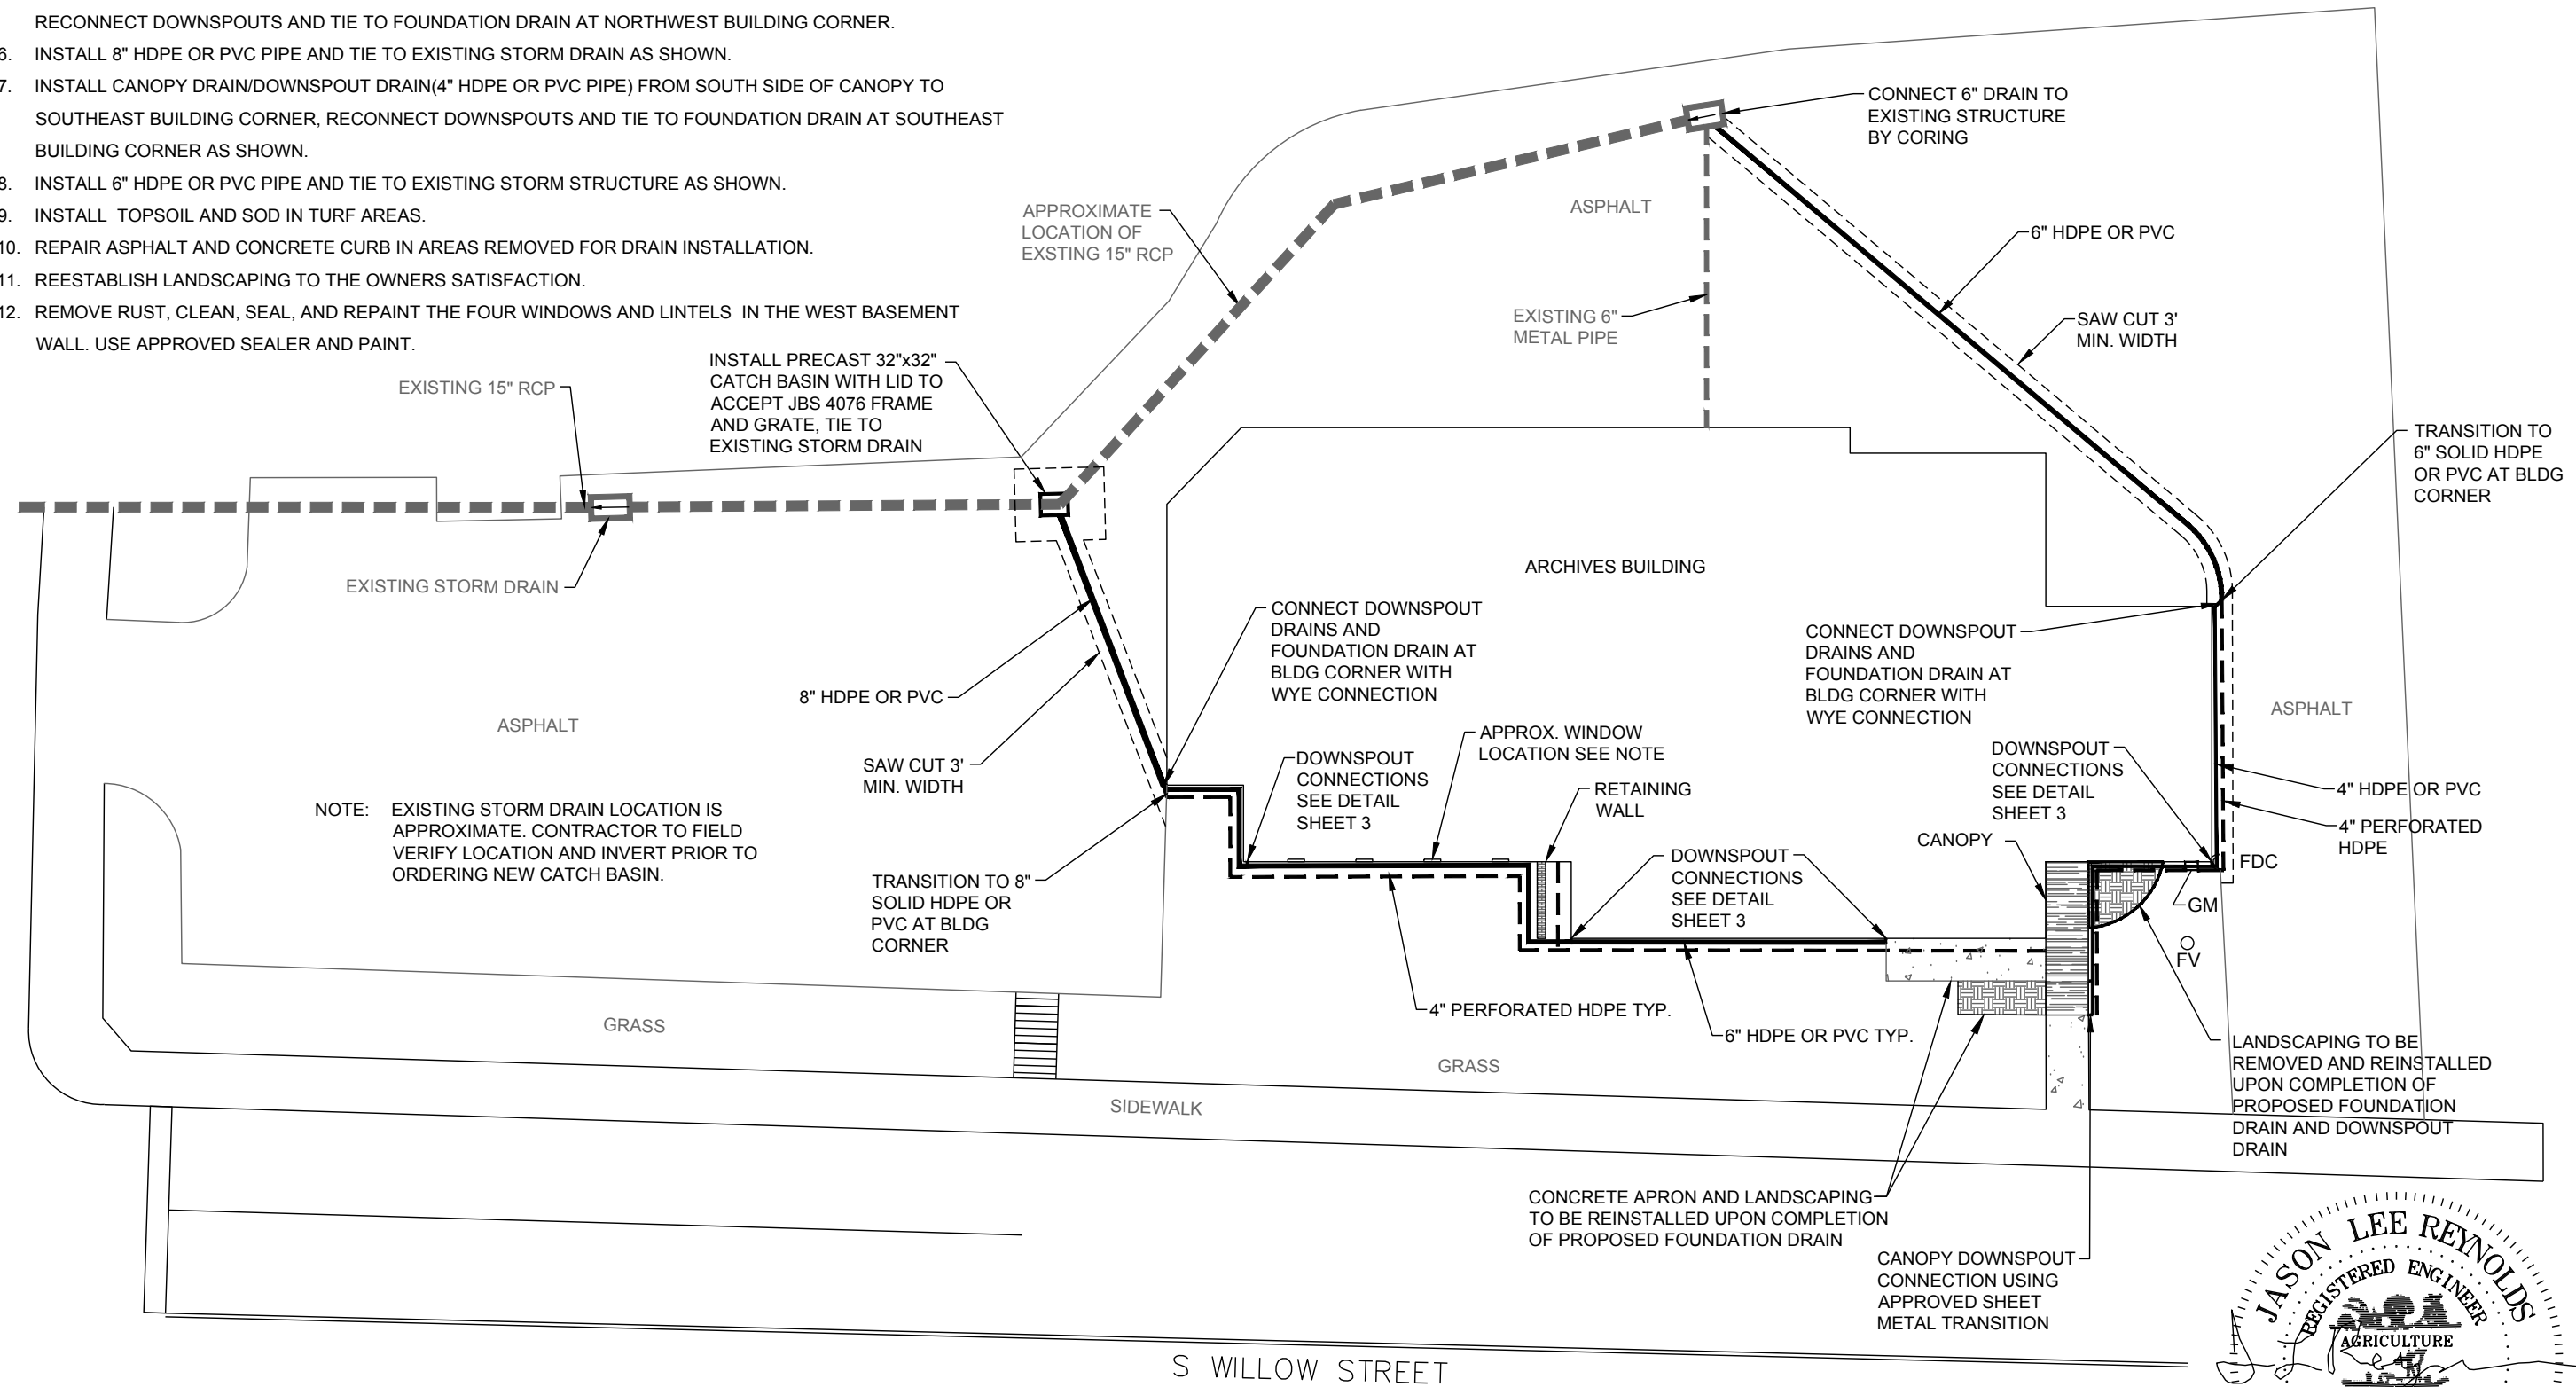 RECONNECT DOWNSPOUTS AND TIE TO FOUNDATION DRAIN AT NORTHWEST BUILDING CORNER.
6. INSTALL 8" HDPE OR PVC PIPE AND TIE TO EXISTING STORM DRAIN AS SHOWN.
7. INSTALL CANOPY DRAIN/DOWNSPOUT DRAIN(4" HDPE OR PVC PIPE) FROM SOUTH SIDE OF CANOPY TO
SOUTHEAST BUILDING CORNER, RECONNECT DOWNSPOUTS AND TIE TO FOUNDATION DRAIN AT SOUTHEAST
BUILDING CORNER AS SHOWN.
8. INSTALL 6" HDPE OR PVC PIPE AND TIE TO EXISTING STORM STRUCTURE AS SHOWN.
9. INSTALL TOPSOIL AND SOD IN TURF AREAS.
10. REPAIR ASPHALT AND CONCRETE CURB IN AREAS REMOVED FOR DRAIN INSTALLATION.
11. REESTABLISH LANDSCAPING TO THE OWNERS SATISFACTION.
12. REMOVE RUST, CLEAN, SEAL, AND REPAINT THE FOUR WINDOWS AND LINTELS IN THE WEST BASEMENT
WALL. USE APPROVED SEALER AND PAINT.
CONNECT 6" DRAIN TO
EXISTING STRUCTURE
BY CORING
APPROXIMATE
LOCATION OF
EXSTING 15" RCP
ASPHALT
6" HDPE OR PVC
EXISTING 6"
METAL PIPE
SAW CUT 3'
MIN. WIDTH
EXISTING 15" RCP
INSTALL PRECAST 32"x32"
CATCH BASIN WITH LID TO
ACCEPT JBS 4076 FRAME
AND GRATE, TIE TO
EXISTING STORM DRAIN
TRANSITION TO
6" SOLID HDPE
OR PVC AT BLDG
CORNER
EXISTING STORM DRAIN
ARCHIVES BUILDING
CONNECT DOWNSPOUT
DRAINS AND
FOUNDATION DRAIN AT
BLDG CORNER WITH
WYE CONNECTION
CONNECT DOWNSPOUT
DRAINS AND
FOUNDATION DRAIN AT
BLDG CORNER WITH
WYE CONNECTION
8" HDPE OR PVC
ASPHALT
ASPHALT
SAW CUT 3'
MIN. WIDTH
DOWNSPOUT
CONNECTIONS
SEE DETAIL
SHEET 3
APPROX. WINDOW
LOCATION SEE NOTE
RETAINING
WALL
DOWNSPOUT
CONNECTIONS
SEE DETAIL
SHEET 3
4" HDPE OR PVC
4" PERFORATED
HDPE
NOTE: EXISTING STORM DRAIN LOCATION IS
APPROXIMATE. CONTRACTOR TO FIELD
VERIFY LOCATION AND INVERT PRIOR TO
ORDERING NEW CATCH BASIN.
TRANSITION TO 8"
SOLID HDPE OR
PVC AT BLDG
CORNER
DOWNSPOUT
CONNECTIONS
SEE DETAIL
SHEET 3
CANOPY
FDC
GM
FV
4" PERFORATED HDPE TYP.
6" HDPE OR PVC TYP.
GRASS
GRASS
LANDSCAPING TO BE
REMOVED AND REINSTALLED
UPON COMPLETION OF
PROPOSED FOUNDATION
DRAIN AND DOWNSPOUT
DRAIN
SIDEWALK
CONCRETE APRON AND LANDSCAPING
TO BE REINSTALLED UPON COMPLETION
OF PROPOSED FOUNDATION DRAIN
CANOPY DOWNSPOUT
CONNECTION USING
APPROVED SHEET
METAL TRANSITION
S WILLOW STREET
JASON LEE REYNOLDS
REGISTERED ENGINEER
AGRICULTURE